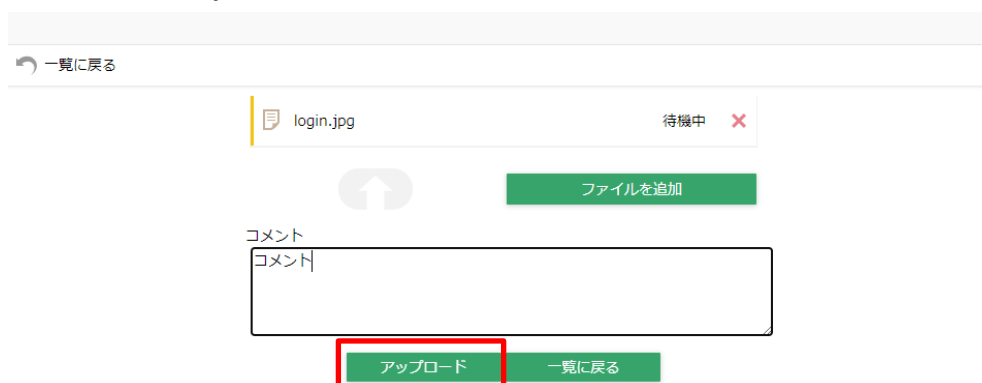 一覧に戻る
login.jpg 待機中
ファイルを追加
コメント
コメント
アップロード 一覧に戻る